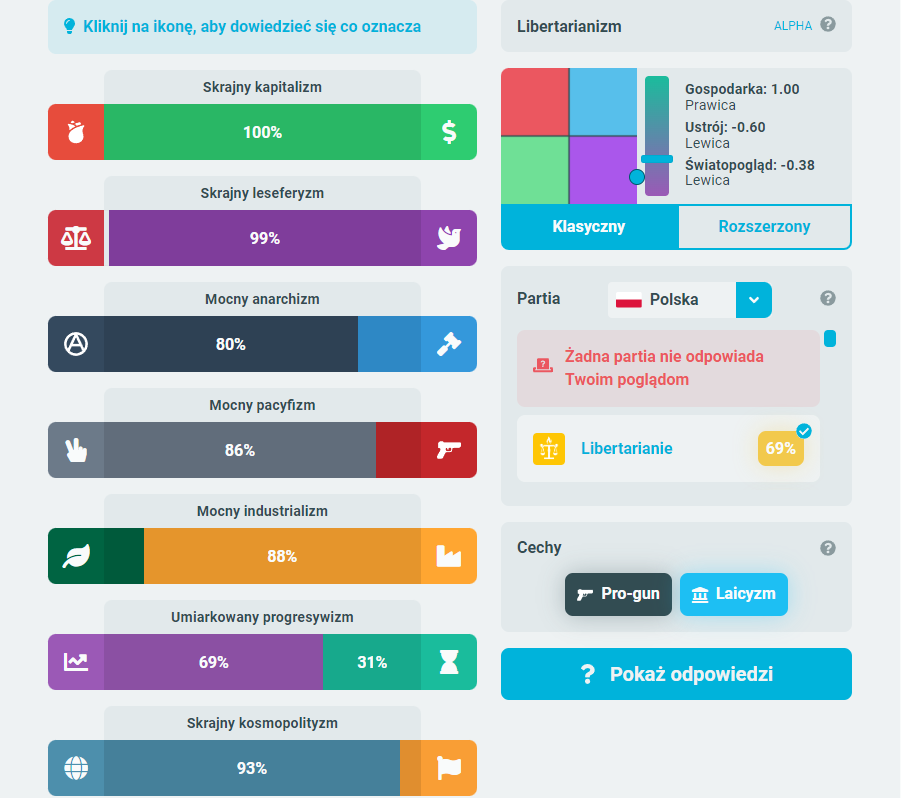 Kliknij na ikonę, aby dowiedzieć się co oznacza
Skrajny kapitalizm
100%
Skrajny leseferyzm
99%
Mocny anarchizm
80%
Mocny pacyfizm
86%
Mocny industrializm
88%
Umiarkowany progresywizm
69%
31%
Skrajny kosmopolityzm
93%
Libertarianizm
ALPHA
Gospodarka: 1.00
Prawica
Ustrój: -0.60
Lewica
Światopogląd: -0.38
Lewica
Klasyczny
Rozszerzony
Partia
Polska
Żadna partia nie odpowiada
Twoim poglądom
Libertarianie
69%
Cechy
Pro-gun
Laicyzm
Pokaż odpowiedzi